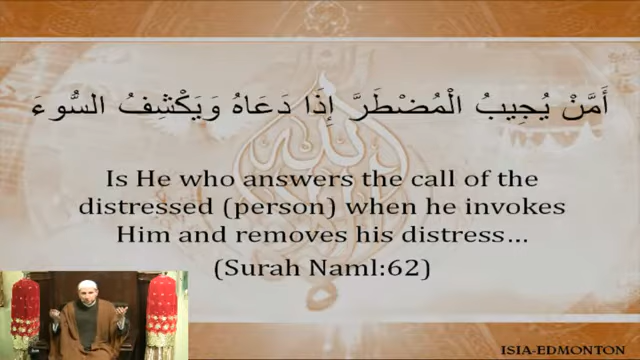 أَمَّنْ يُجِيبُ الْمُضْطَرَّ إِذَا دَعَاهُ وَيَكْشِفُ السُّوءَ
Is He who answers the call of the
distressed (person) when he invokes
Him and removes his distress...
(Surah Naml:62)
ISIA-EDMONTON